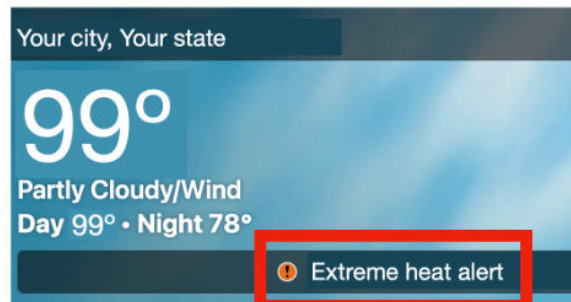 Your city, Your state
99°
Partly Cloudy/Wind
Day 99° • Night 78°
Extreme heat alert